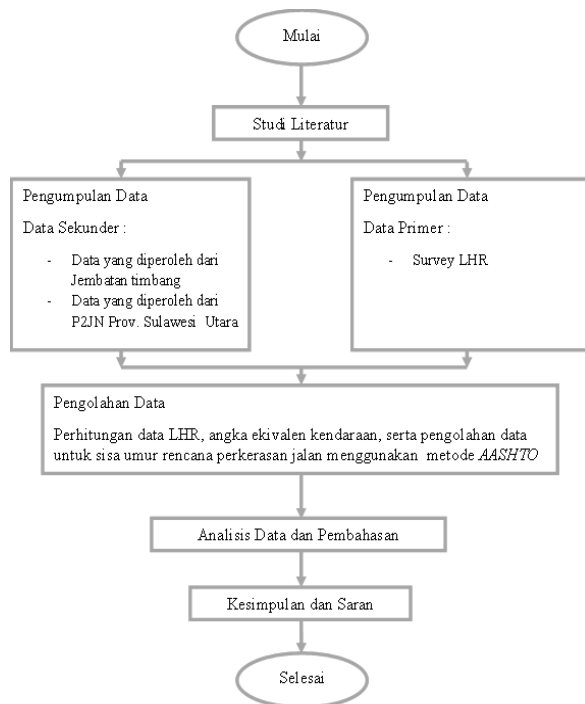 Mulai
Studi Literatur
Pengumpulan Data
Data Sekunder :
- Data yang diperoleh dari
Jembatan timbang
- Data yang diperoleh dari
P2JN Prov. Sulawesi Utara
Pengumpulan Data
Data Primer :
- Survey LHR
Pengolahan Data
Perhitungan data LHR, angka ekivalen kendaraan, serta pengolahan data
untuk sisa umur rencana perkerasan jalan menggunakan metode AASHTO
Analisis Data dan Pembahasan
Kesimpulan dan Saran
Selesai